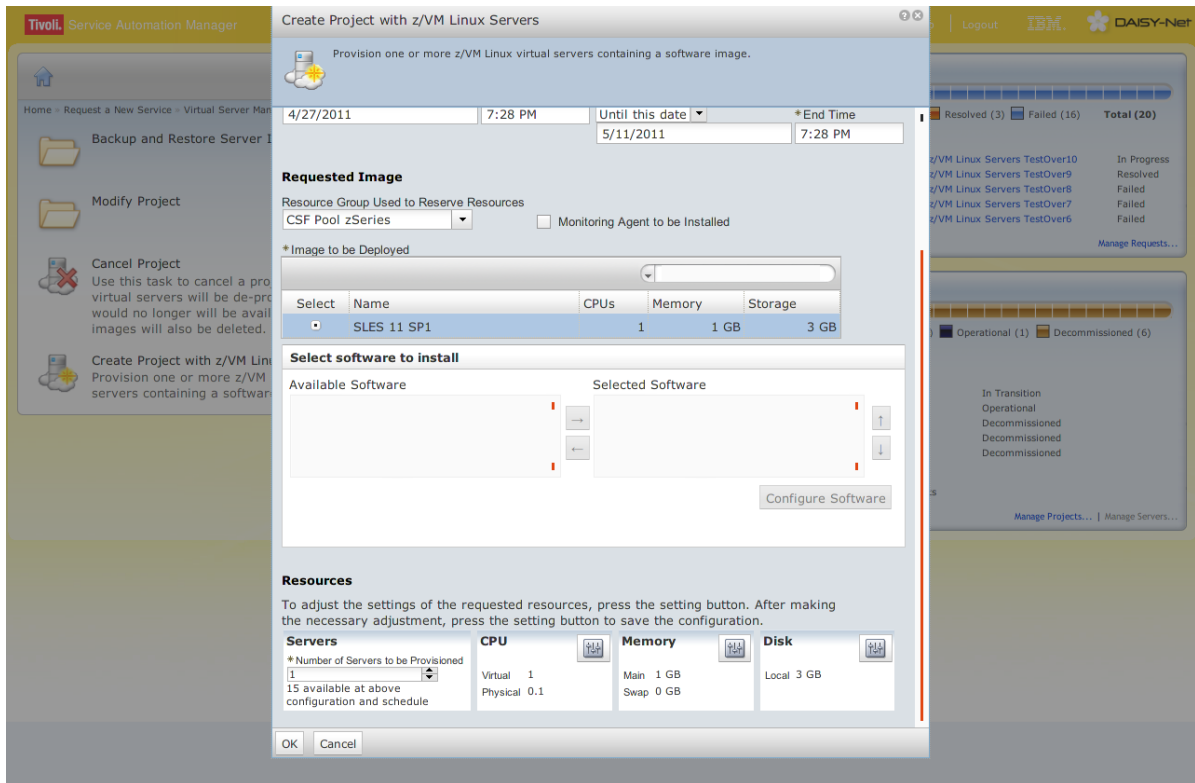 Tivoli. Service Automation Manager
Logout IBM. DAISY-Net
Home » Request a New Service » Virtual Server Man
Backup and Restore Server I
Modify Project
Cancel Project
Use this task to cancel a pro
virtual servers will be de-pro
would no longer will be avail
images will also be deleted.
Create Project with z/VM Linu
Provision one or more z/VM
servers containing a softwar
Create Project with z/VM Linux Servers
Provision one or more z/VM Linux virtual servers containing a software image.
4/27/2011 7:28 PM Until this date *End Time
5/11/2011 7:28 PM
Requested Image
Resource Group Used to Reserve Resources
CSF Pool zSeries Monitoring Agent to be Installed
*Image to be Deployed
Select Name CPUs Memory Storage
SLES 11 SP1 1 1 GB 3 GB
Select software to install
Available Software Selected Software
→ ↑
← ↓
Configure Software
Resources
To adjust the settings of the requested resources, press the setting button. After making
the necessary adjustment, press the setting button to save the configuration.
Servers
*Number of Servers to be Provisioned
1
15 available at above
configuration and schedule
CPU
Virtual 1
Physical 0.1
Memory
Main 1 GB
Swap 0 GB
Disk
Local 3 GB
OK Cancel
Resolved (3) Failed (16) Total (20)
z/VM Linux Servers TestOver10 In Progress
z/VM Linux Servers TestOver9 Resolved
z/VM Linux Servers TestOver8 Failed
z/VM Linux Servers TestOver7 Failed
z/VM Linux Servers TestOver6 Failed
Manage Requests...
Operational (1) Decommissioned (6)
In Transition
Operational
Decommissioned
Decommissioned
Decommissioned
Manage Projects... | Manage Servers...